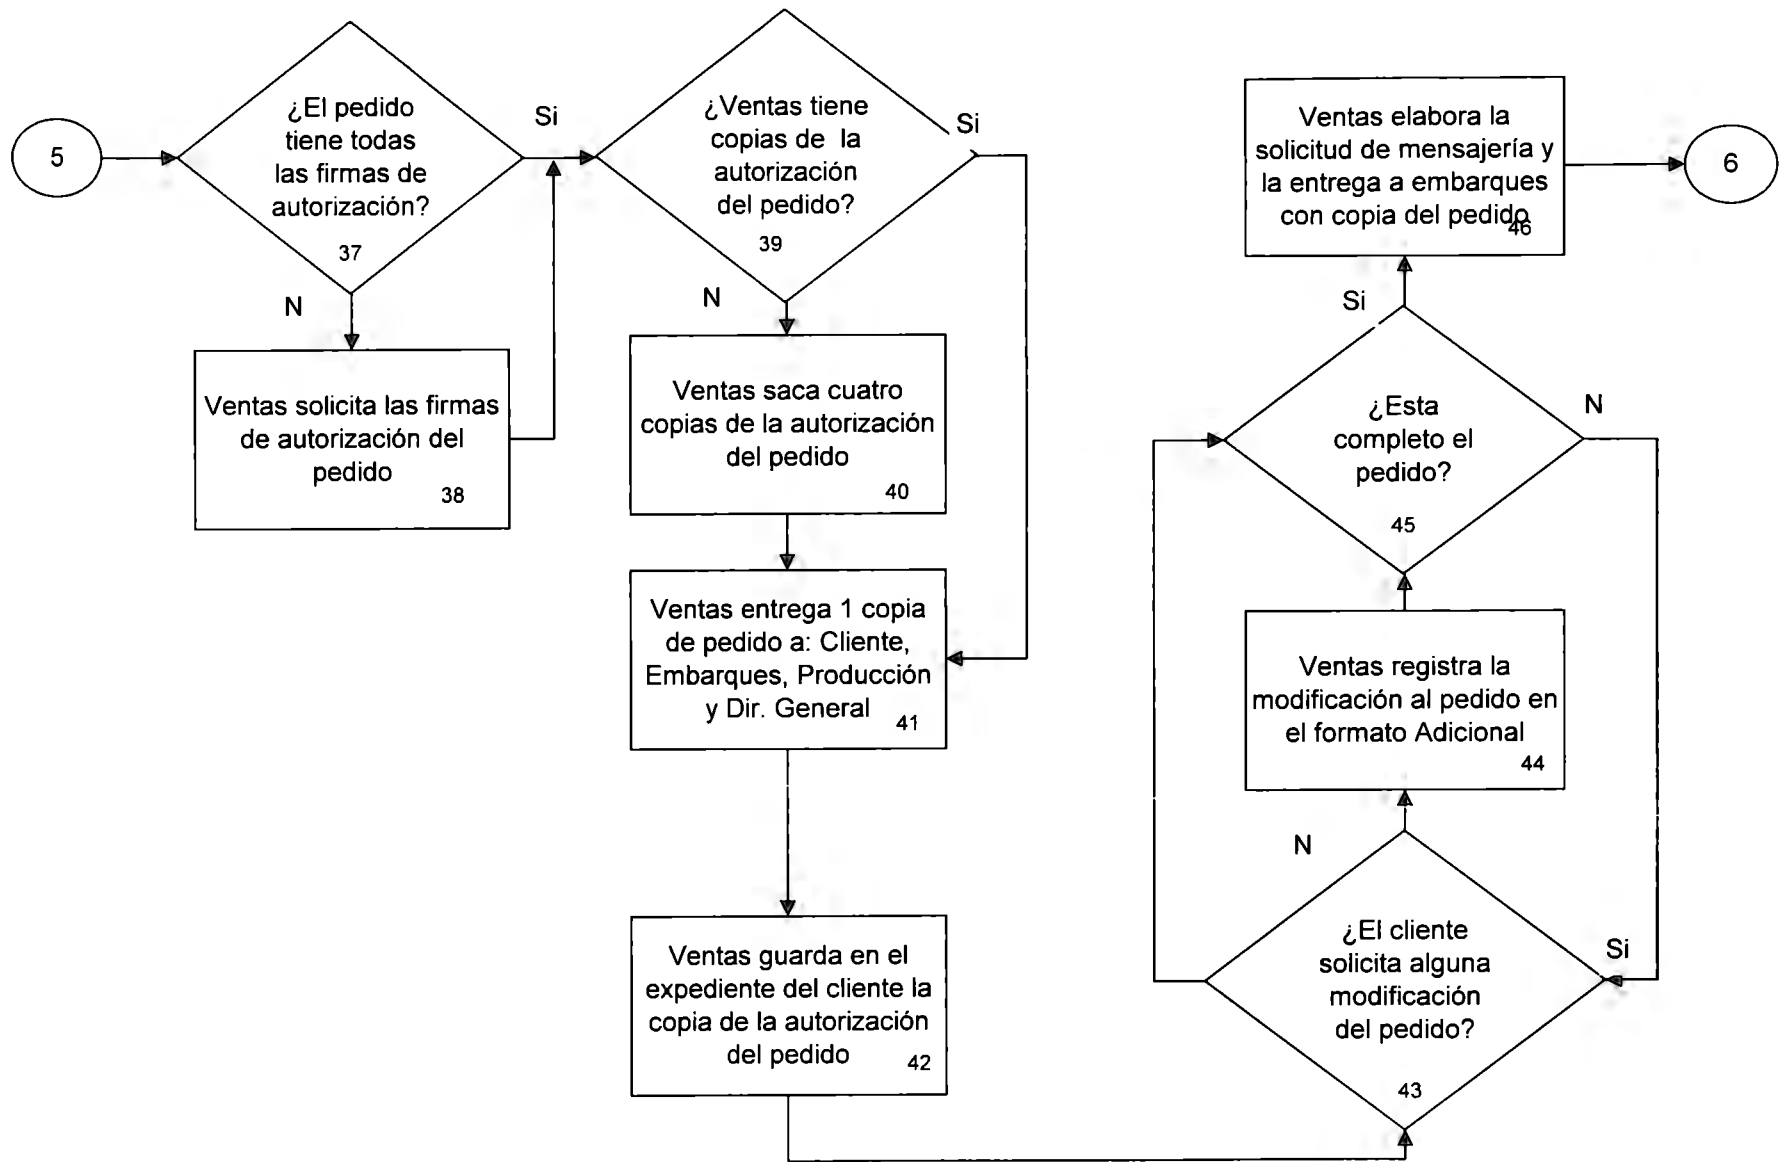 5
¿El pedido
tiene todas
las firmas de
autorización?
37
Si
N
Ventas solicita las firmas
de autorización del
pedido
38
¿Ventas tiene
copias de la
autorización
del pedido?
39
Si
N
Ventas saca cuatro
copias de la autorización
del pedido
40
Ventas entrega 1 copia
de pedido a: Cliente,
Embarques, Producción
y Dir. General
41
Ventas guarda en el
expediente del cliente la
copia de la autorización
del pedido
42
¿El cliente
solicita alguna
modificación
del pedido?
43
Si
N
Ventas registra la
modificación al pedido en
el formato Adicional
44
¿Esta
completo el
pedido?
45
N
Si
Ventas elabora la
solicitud de mensajería y
la entrega a embarques
con copia del pedido
46
6